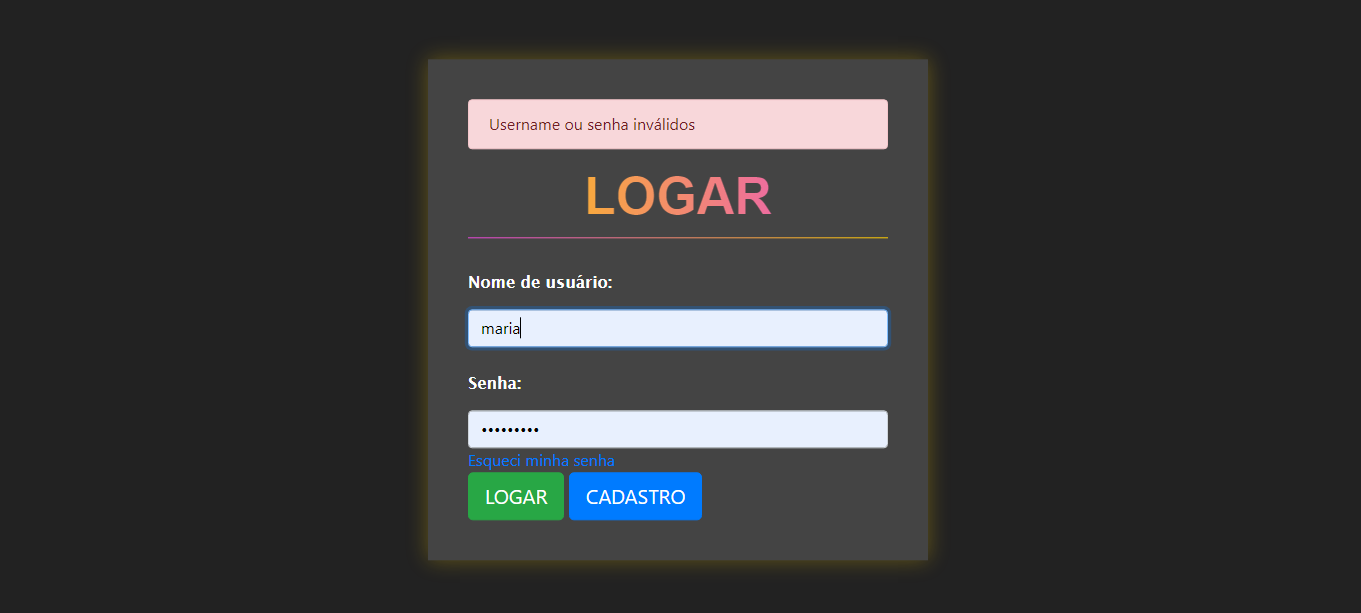 Username ou senha inválidos
LOGAR
Nome de usuário:
maria
Senha:
•••••••••
Esqueci minha senha
LOGAR CADASTRO